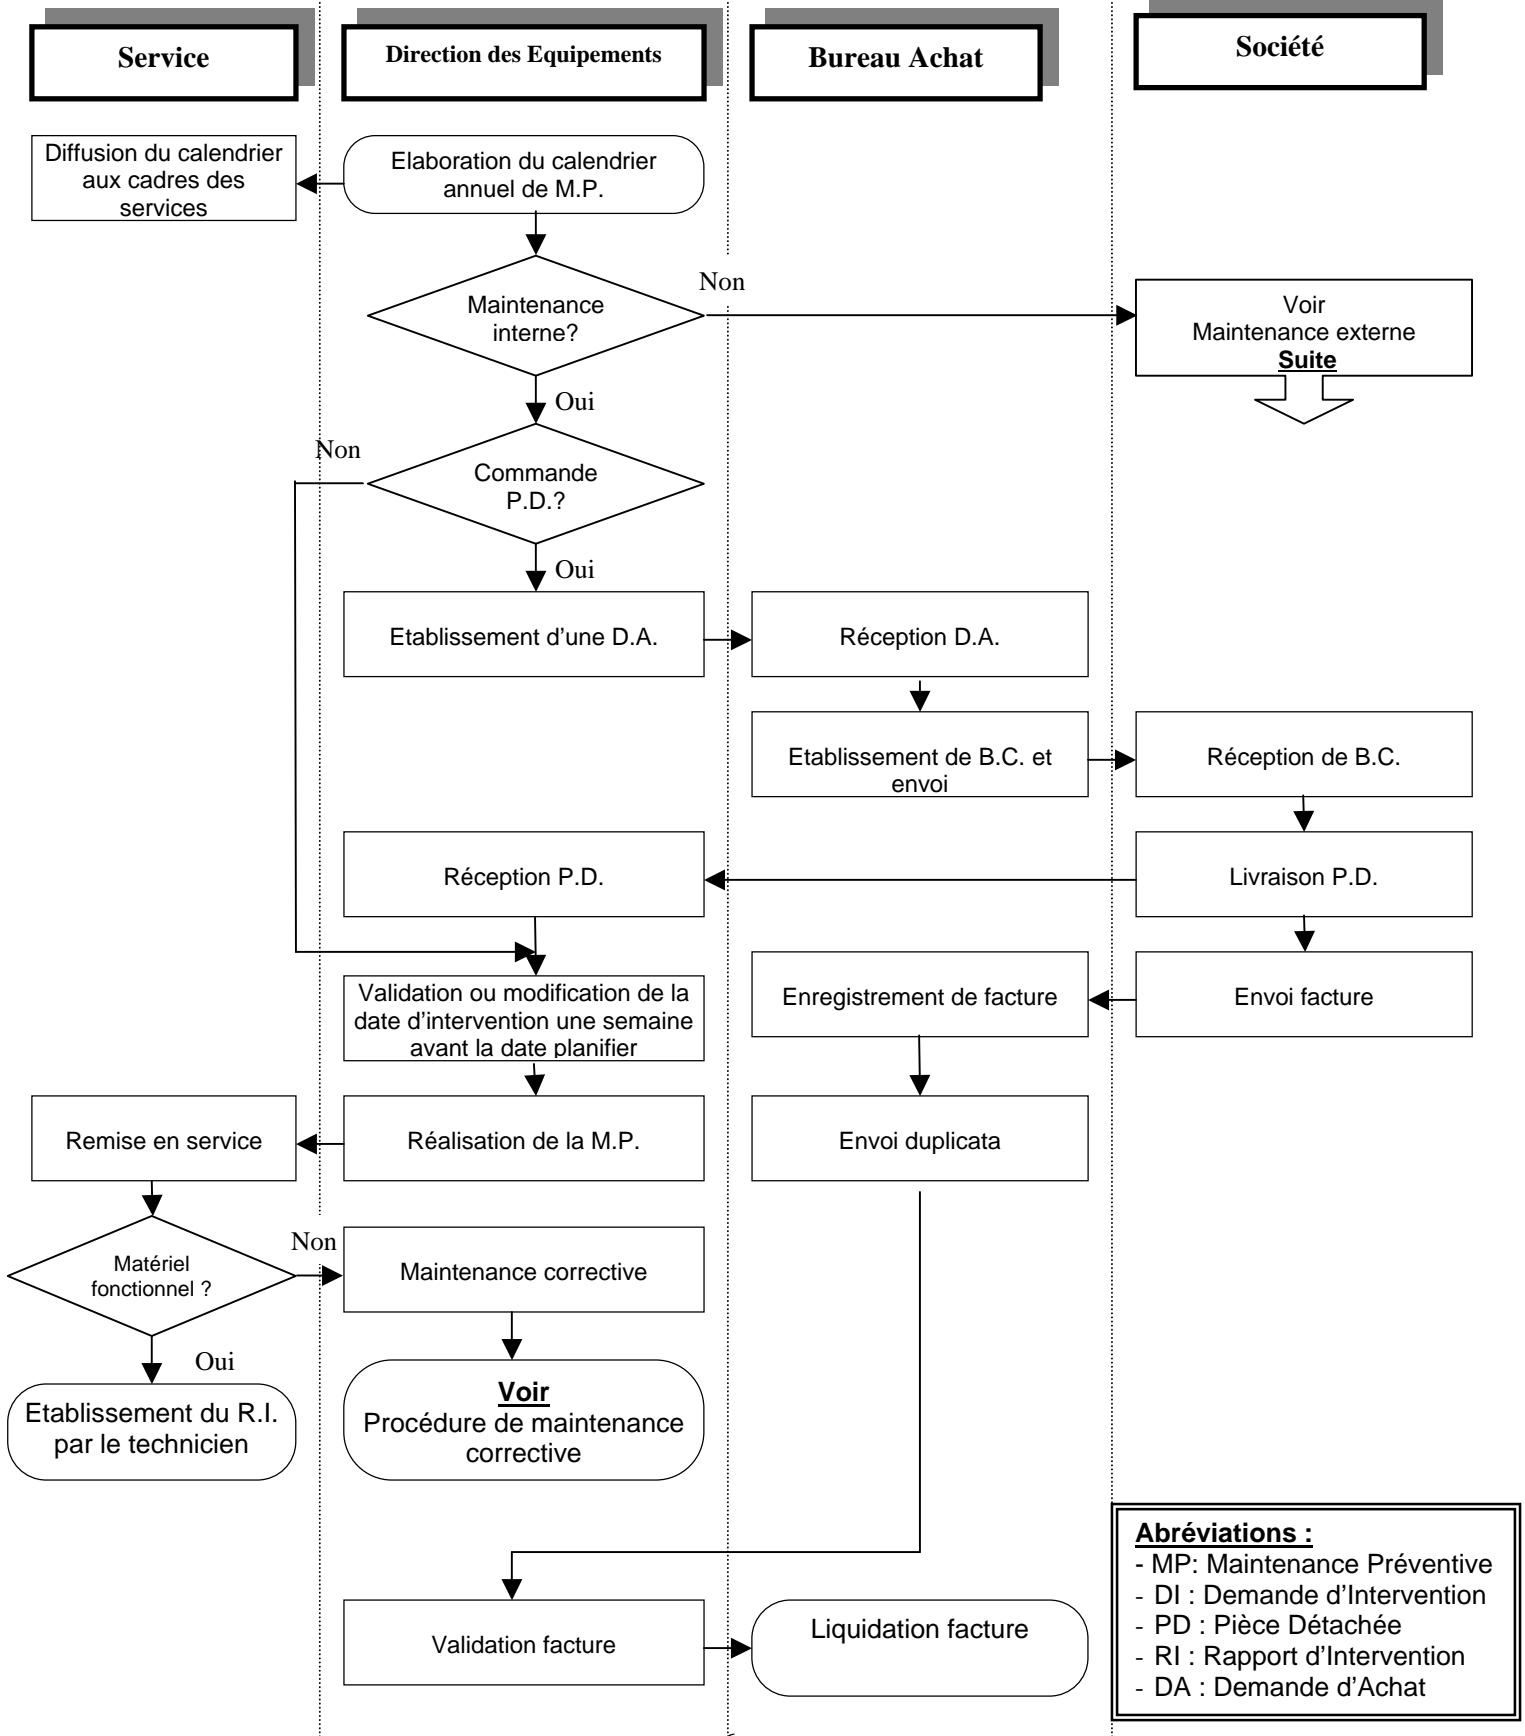 Service
Direction des Equipements
Bureau Achat
Société
Diffusion du calendrier
aux cadres des
services
Elaboration du calendrier
annuel de M.P.
Maintenance
interne?
Non
Voir
Maintenance externe
Suite
Oui
Non
Commande
P.D.?
Oui
Etablissement d'une D.A.
Réception D.A.
Etablissement de B.C. et
envoi
Réception de B.C.
Réception P.D.
Livraison P.D.
Validation ou modification de la
date d'intervention une semaine
avant la date planifier
Enregistrement de facture
Envoi facture
Remise en service
Réalisation de la M.P.
Envoi duplicata
Matériel
fonctionnel ?
Non
Maintenance corrective
Oui
Etablissement du R.I.
par le technicien
Voir
Procédure de maintenance
corrective
Validation facture
Liquidation facture
Abréviations :
- MP: Maintenance Préventive
- DI : Demande d'Intervention
- PD : Pièce Détachée
- RI : Rapport d'Intervention
- DA : Demande d'Achat